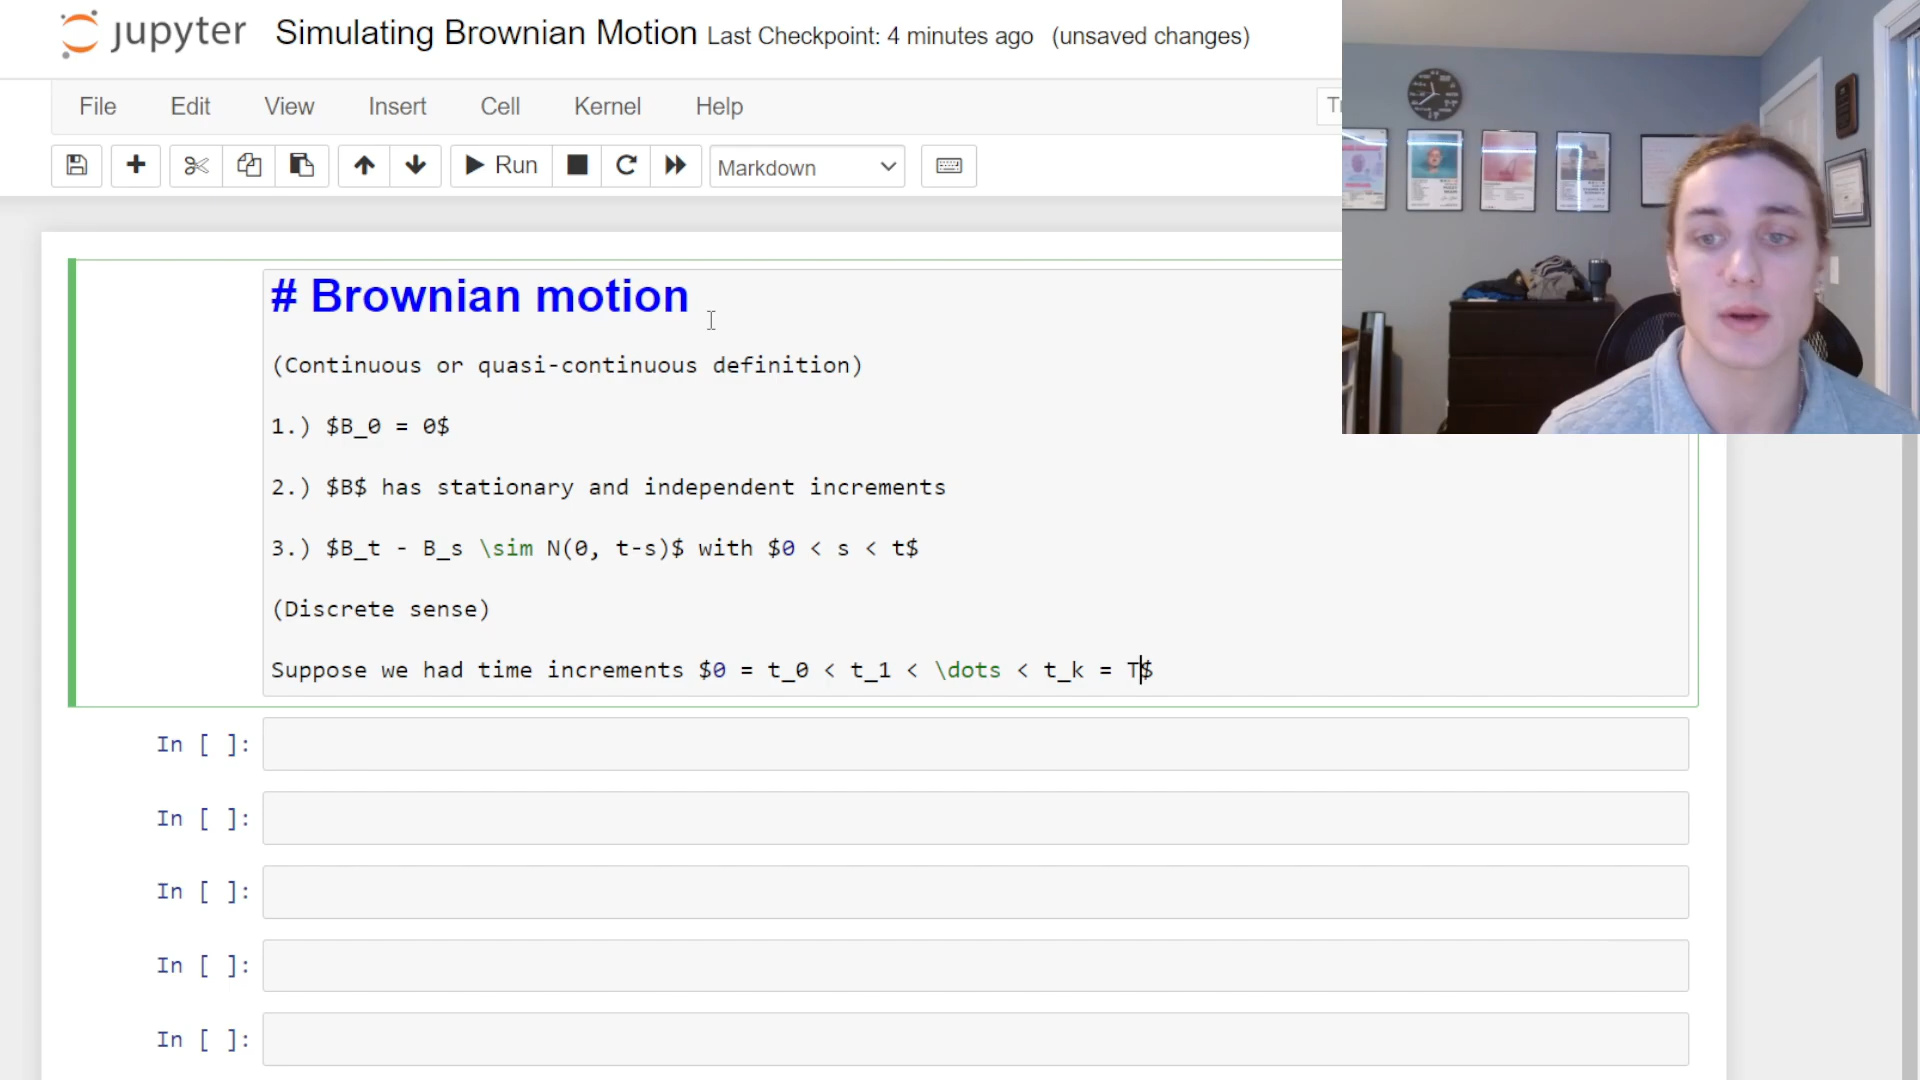 jupyter Simulating Brownian Motion Last Checkpoint: 4 minutes ago (unsaved changes)
File Edit View Insert Cell Kernel Help
Run Markdown
# Brownian motion
(Continuous or quasi-continuous definition)
1.) $B_0 = 0$
2.) $B$ has stationary and independent increments
3.) $B_t - B_s \sim N(0, t-s)$ with $0 < s < t$
(Discrete sense)
Suppose we had time increments $0 = t_0 < t_1 < \dots < t_k = T$
In [ ]:
In [ ]:
In [ ]:
In [ ]:
In [ ]: